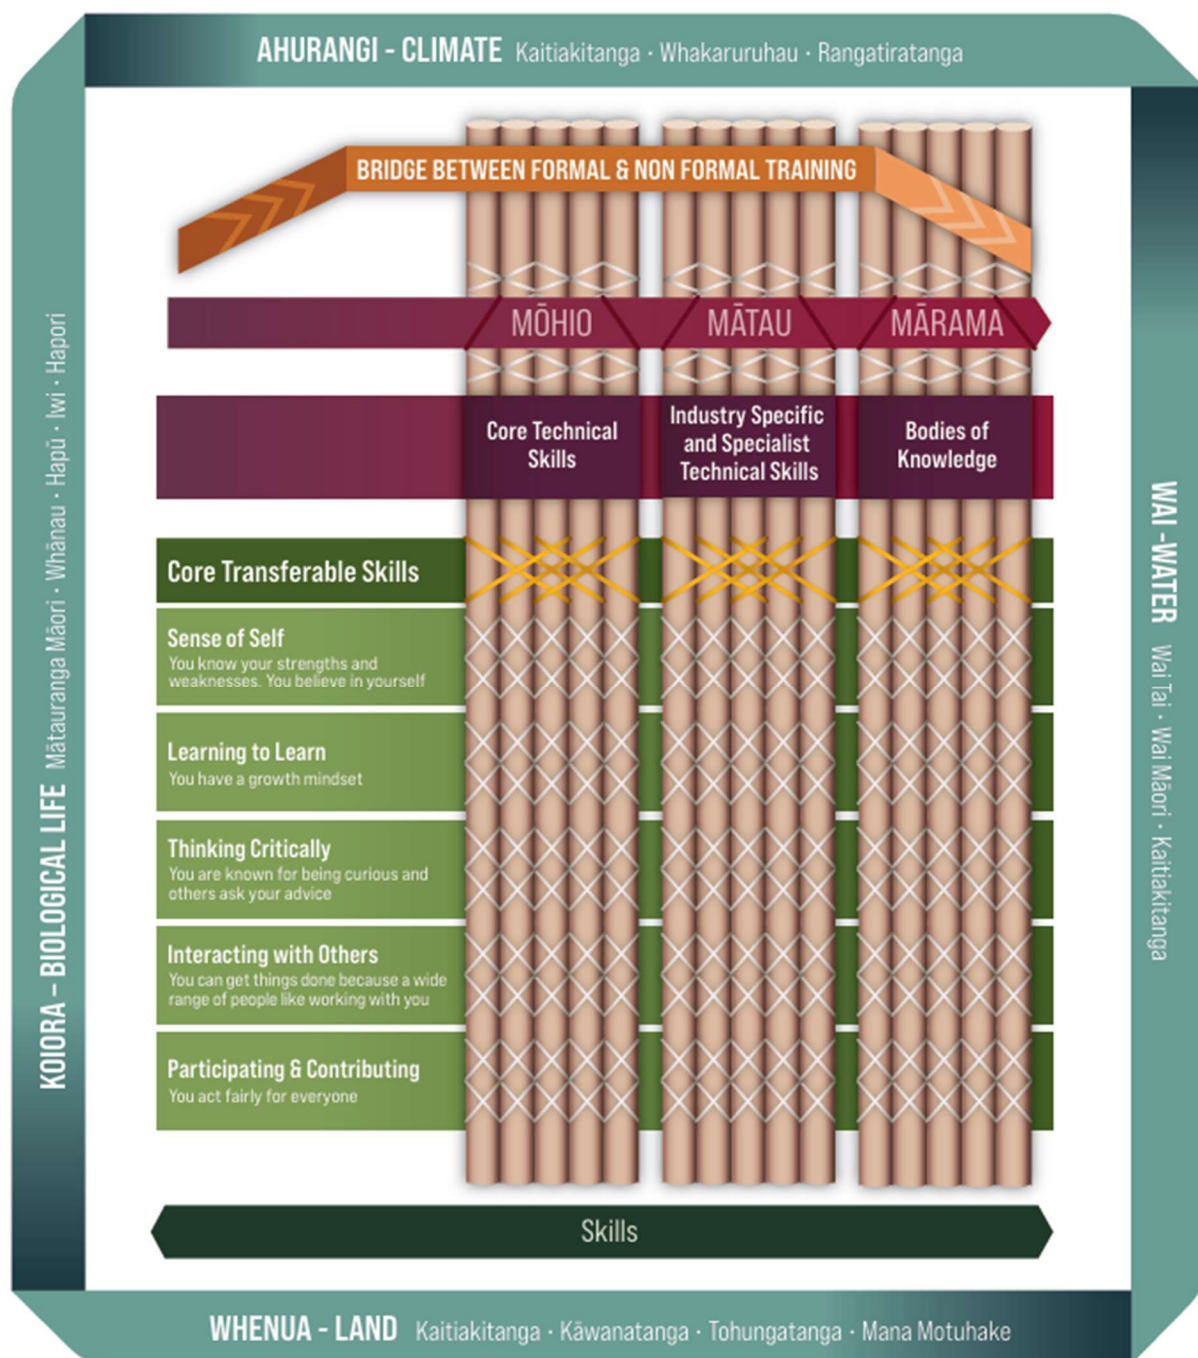 AHURANGI - CLIMATE Kaitiakitanga · Whakaruruhau · Rangatiratanga
BRIDGE BETWEEN FORMAL & NON FORMAL TRAINING
MŌHIO
MĀTAU
MĀRAMA
Core Technical
Skills
Industry Specific
and Specialist
Technical Skills
Bodies of
Knowledge
Core Transferable Skills
Sense of Self
You know your strengths and
weaknesses. You believe in yourself
Learning to Learn
You have a growth mindset
Thinking Critically
You are known for being curious and
others ask your advice
Interacting with Others
You can get things done because a wide
range of people like working with you
Participating & Contributing
You act fairly for everyone
Skills
KOIORA – BIOLOGICAL LIFE Mātauranga Māori · Whānau · Hapū · Iwi · Hapori
WAI -WATER Wai Tai · Wai Māori · Kaitiakitanga
WHENUA - LAND Kaitiakitanga · Kāwanatanga · Tohungatanga · Mana Motuhake